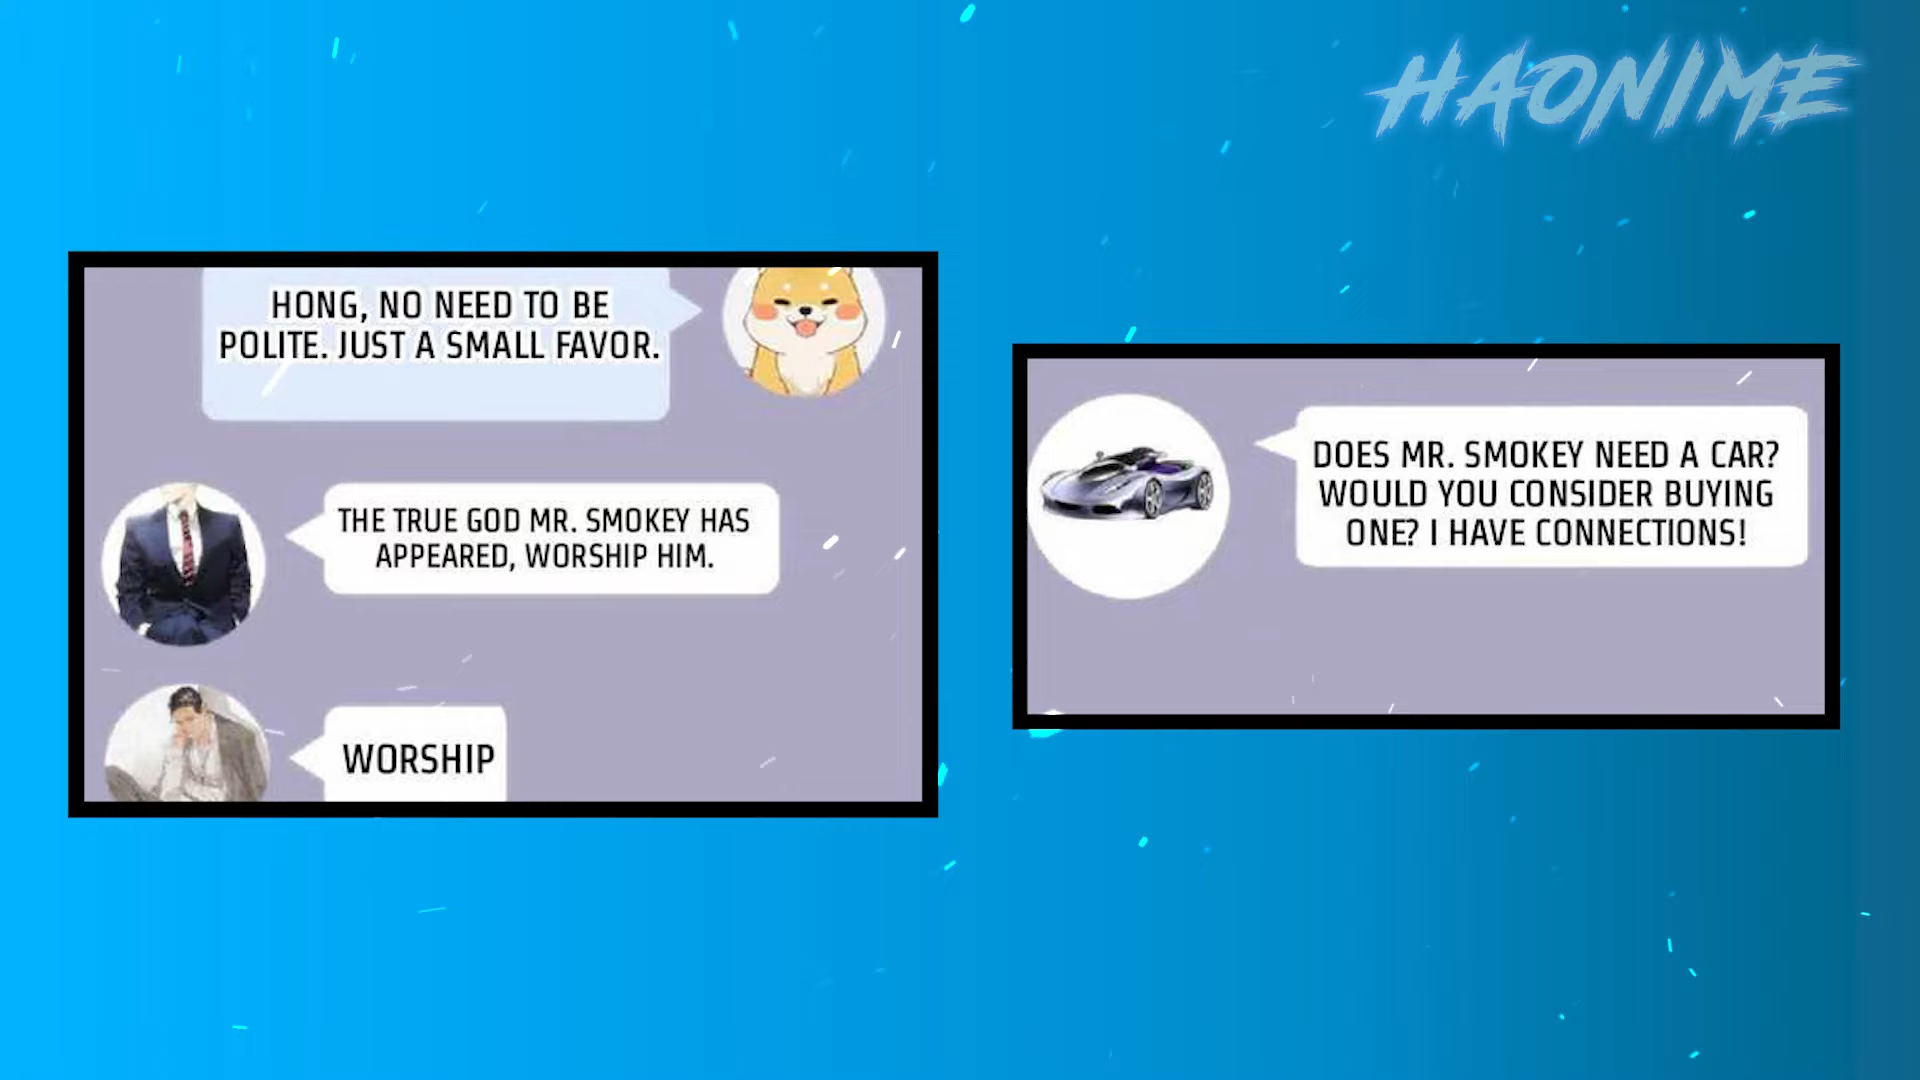 HAONIME
HONG, NO NEED TO BE
POLITE. JUST A SMALL FAVOR.
THE TRUE GOD MR. SMOKEY HAS
APPEARED, WORSHIP HIM.
WORSHIP
DOES MR. SMOKEY NEED A CAR?
WOULD YOU CONSIDER BUYING
ONE? I HAVE CONNECTIONS!